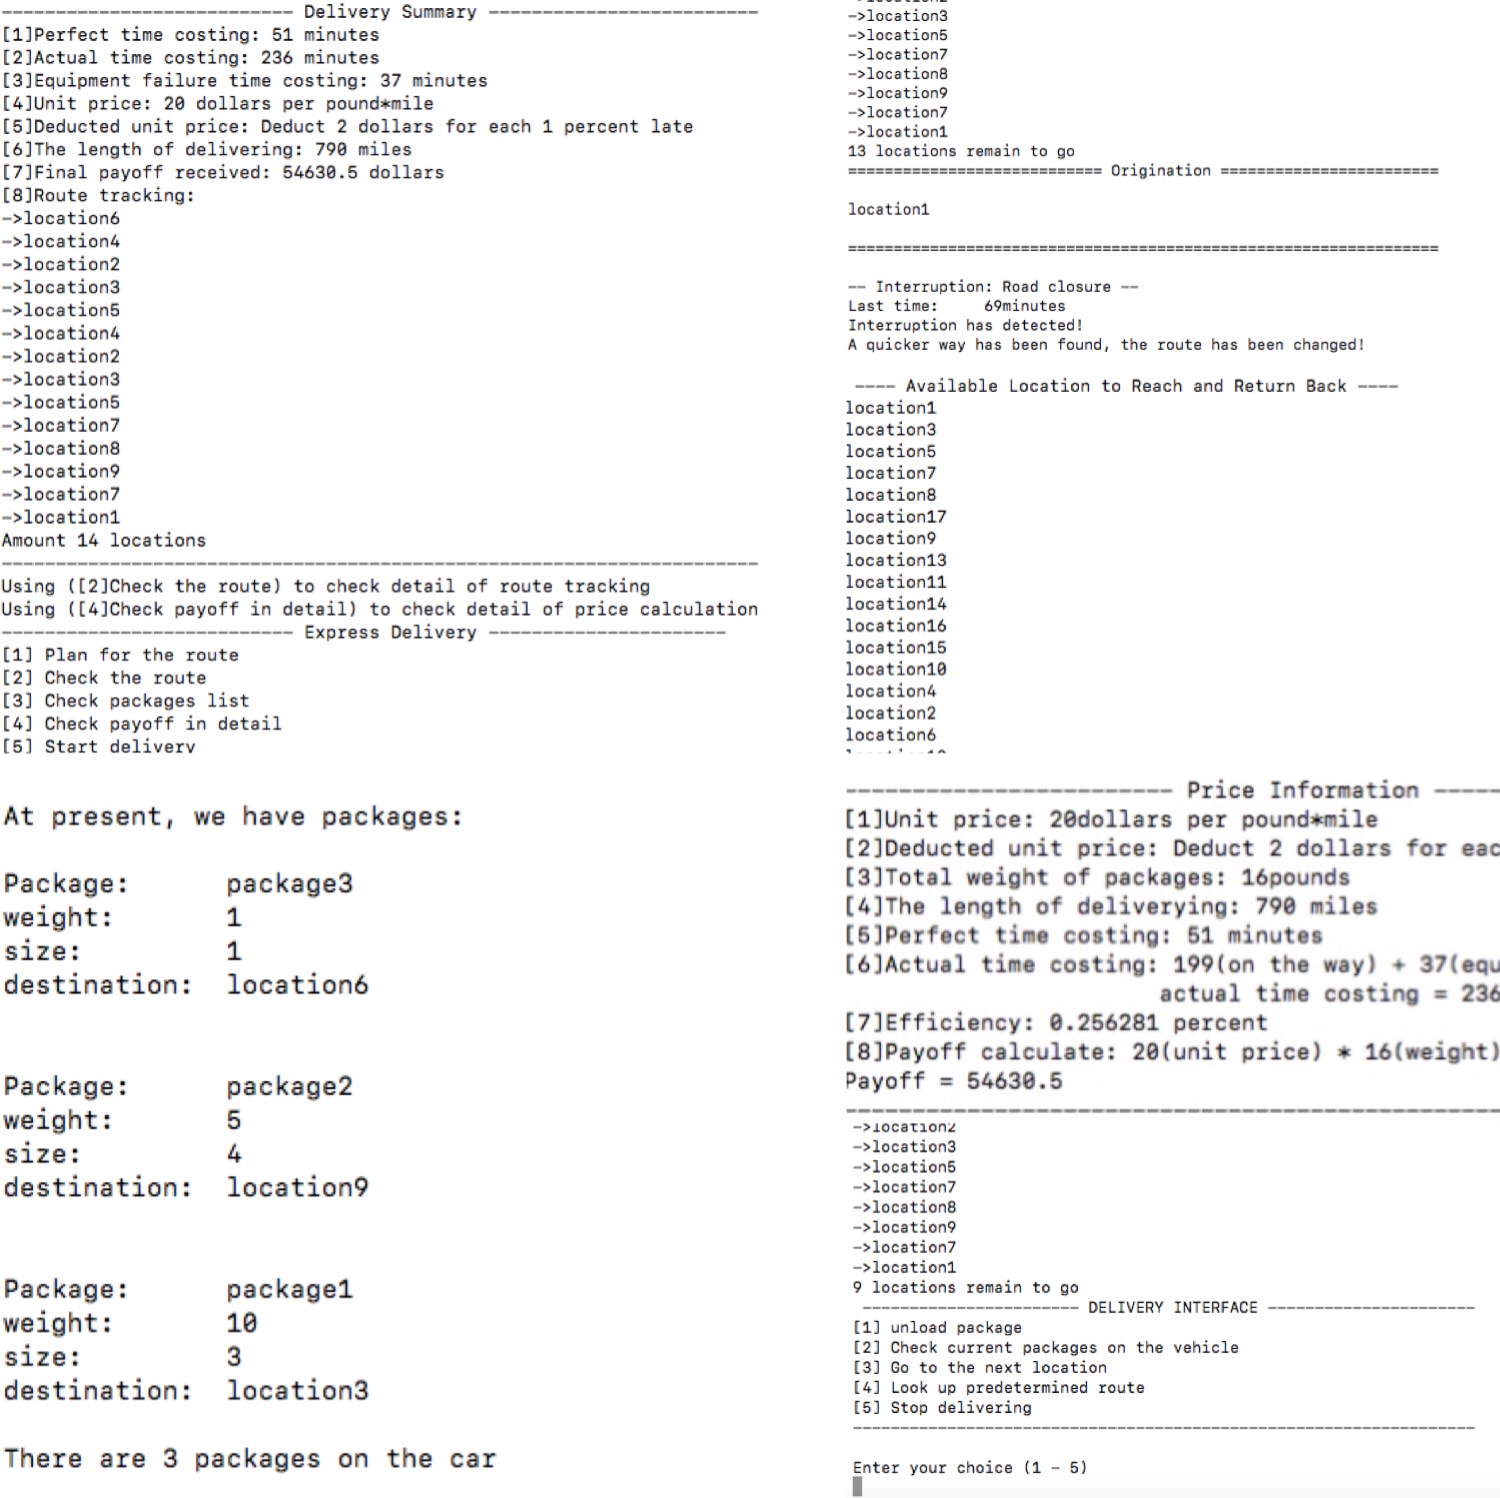 --------------------------- Delivery Summary -------------------------
[1]Perfect time costing: 51 minutes
[2]Actual time costing: 236 minutes
[3]Equipment failure time costing: 37 minutes
[4]Unit price: 20 dollars per pound*mile
[5]Deducted unit price: Deduct 2 dollars for each 1 percent late
[6]The length of delivering: 790 miles
[7]Final payoff received: 54630.5 dollars
[8]Route tracking:
->location6
->location4
->location2
->location3
->location5
->location4
->location2
->location3
->location5
->location7
->location8
->location9
->location7
->location1
Amount 14 locations
----------------------------------------------------------------------
Using ([2]Check the route) to check detail of route tracking
Using ([4]Check payoff in detail) to check detail of price calculation
--------------------------- Express Delivery ----------------------
[1] Plan for the route
[2] Check the route
[3] Check packages list
[4] Check payoff in detail
[5] Start delivery
At present, we have packages:
Package: package3
weight: 1
size: 1
destination: location6
Package: package2
weight: 5
size: 4
destination: location9
Package: package1
weight: 10
size: 3
destination: location3
There are 3 packages on the car
->location3
->location5
->location7
->location8
->location9
->location7
->location1
13 locations remain to go
============================ Origination ========================
location1
=================================================================
-- Interruption: Road closure --
Last time: 69minutes
Interruption has detected!
A quicker way has been found, the route has been changed!
---- Available Location to Reach and Return Back ----
location1
location3
location5
location7
location8
location17
location9
location13
location11
location14
location16
location15
location10
location4
location2
location6
------------------------ Price Information -----
[1]Unit price: 20dollars per pound*mile
[2]Deducted unit price: Deduct 2 dollars for eac
[3]Total weight of packages: 16pounds
[4]The length of deliverying: 790 miles
[5]Perfect time costing: 51 minutes
[6]Actual time costing: 199(on the way) + 37(equ
actual time costing = 236
[7]Efficiency: 0.256281 percent
[8]Payoff calculate: 20(unit price) * 16(weight)
Payoff = 54630.5
------------------------------------------------
->location2
->location3
->location5
->location7
->location8
->location9
->location7
->location1
9 locations remain to go
----------------------- DELIVERY INTERFACE ----------------------
[1] unload package
[2] Check current packages on the vehicle
[3] Go to the next location
[4] Look up predetermined route
[5] Stop delivering
------------------------------------------------------------------
Enter your choice (1 - 5)